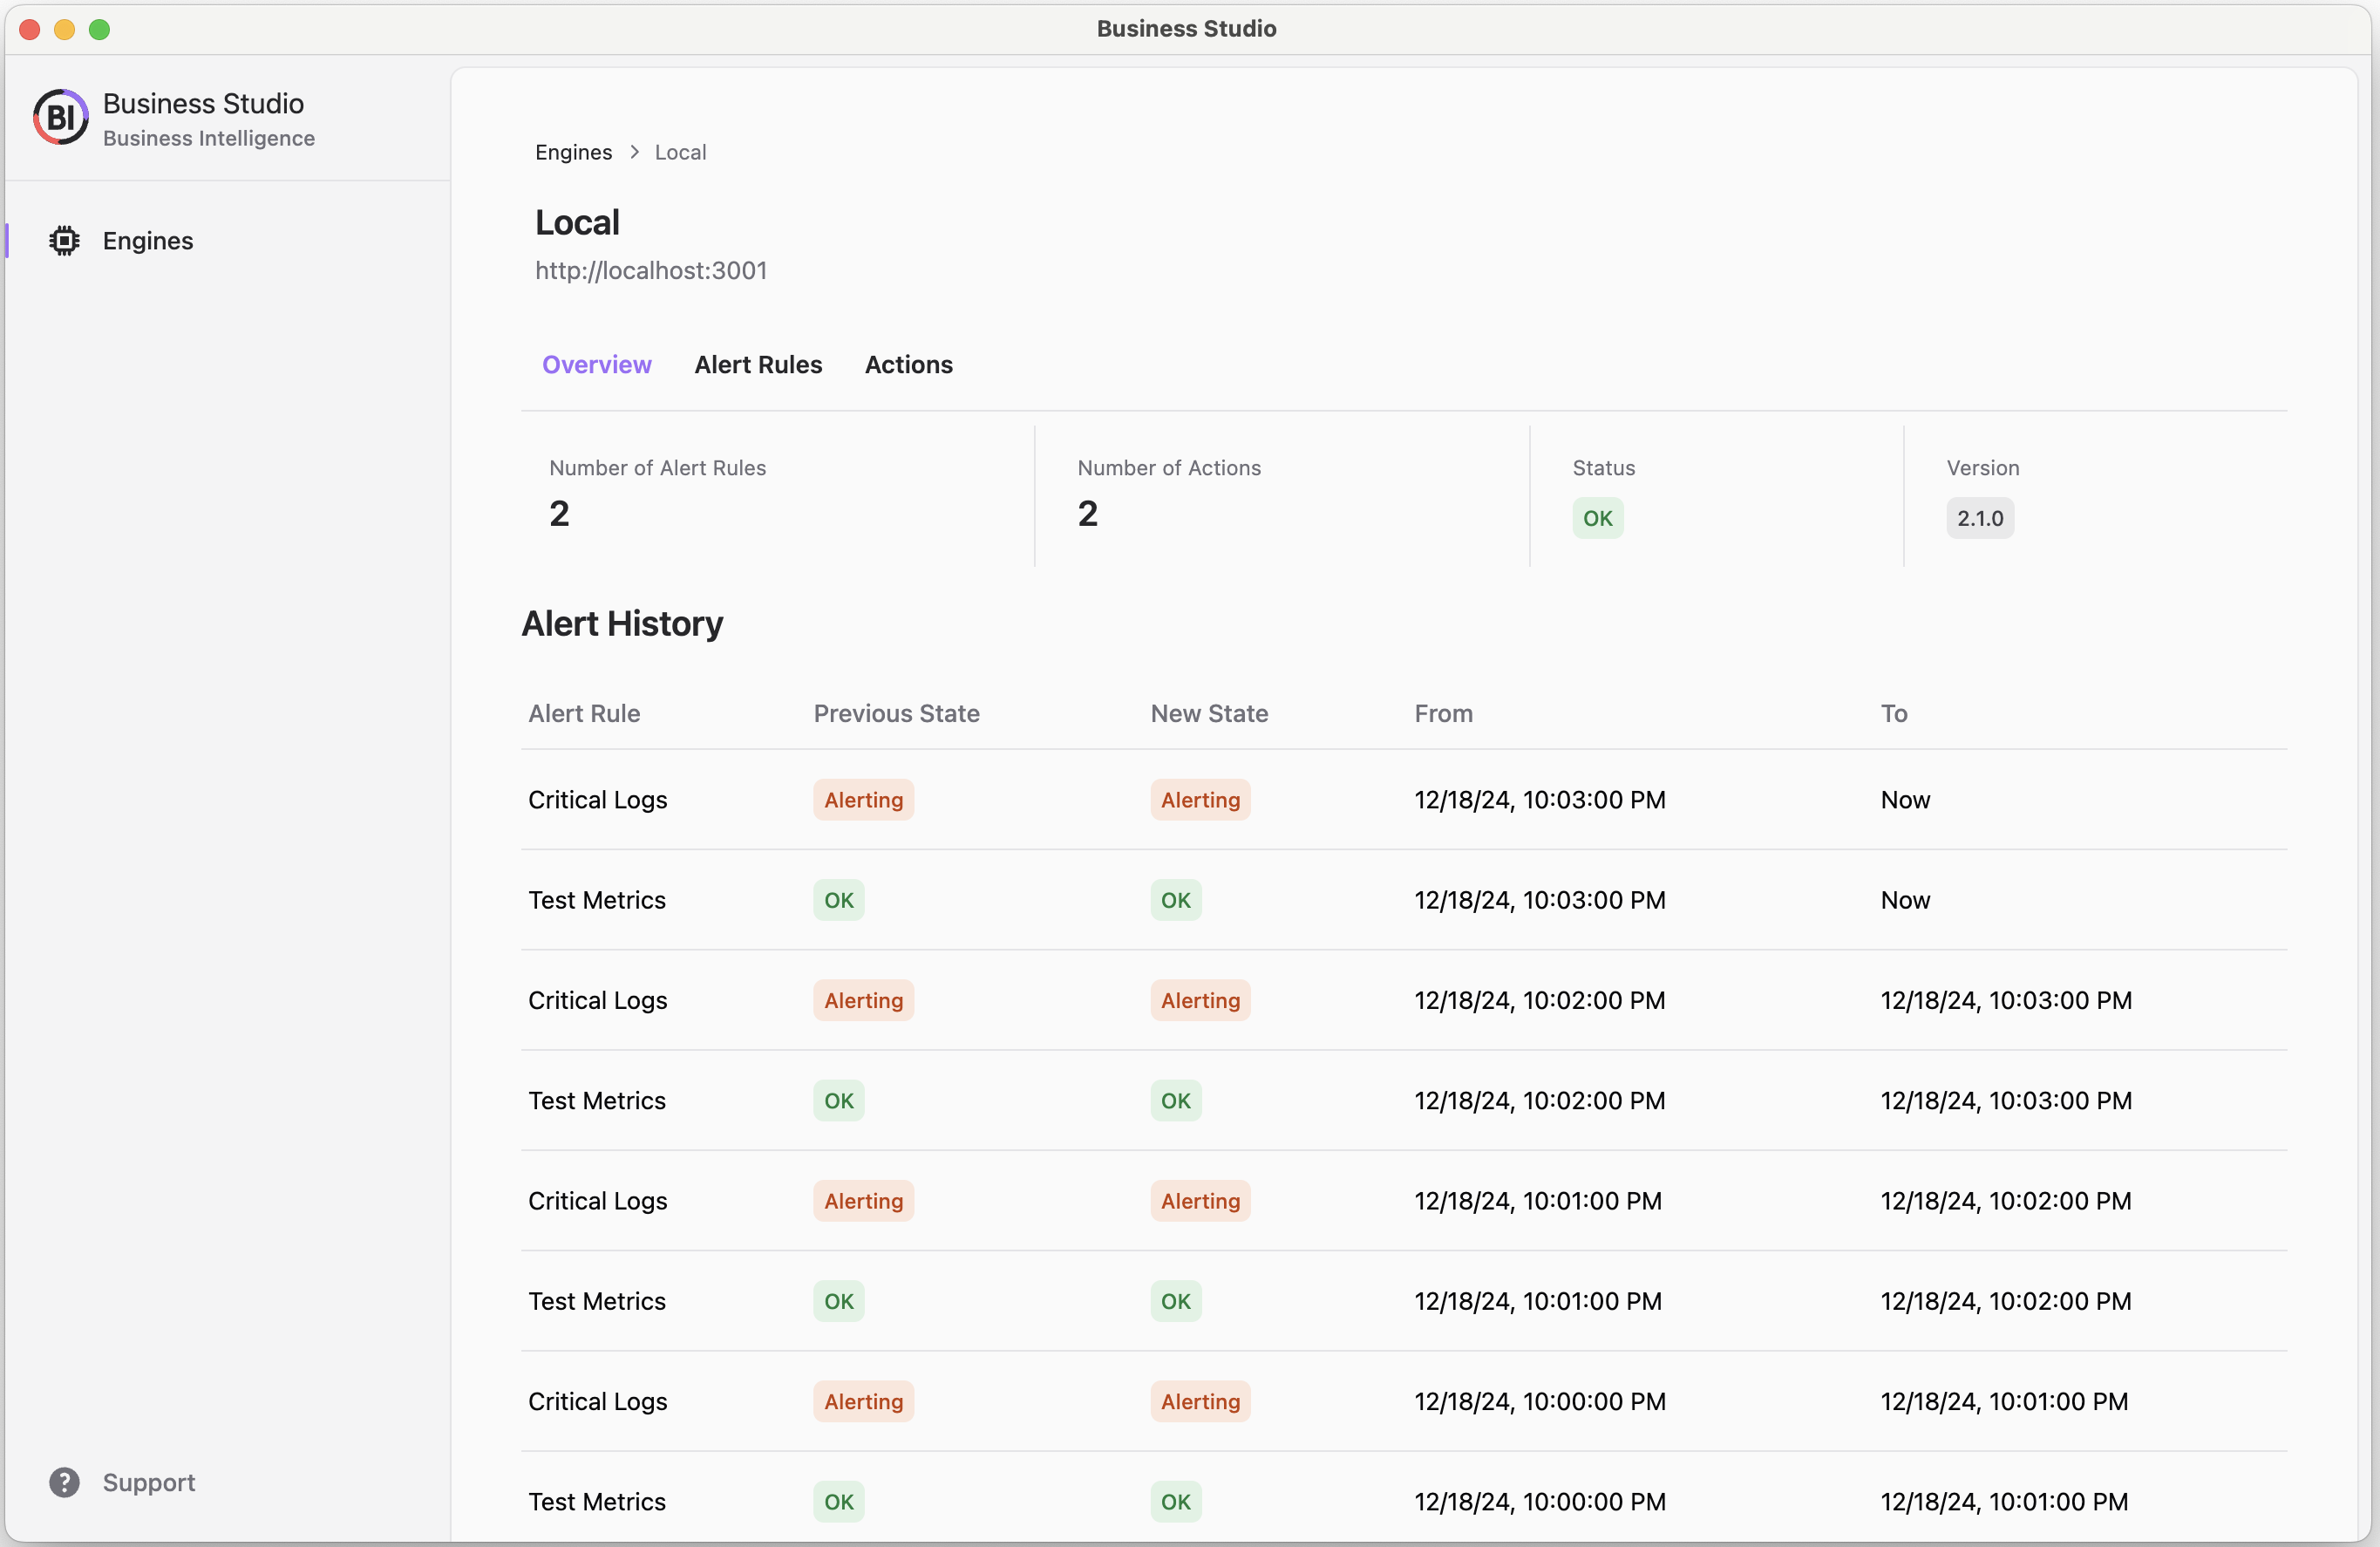 Business Studio
BI
Business Studio
Business Intelligence
Engines
Support
Engines > Local
Local
http://localhost:3001
Overview Alert Rules Actions
Number of Alert Rules Number of Actions Status Version
2 2 OK 2.1.0
Alert History
Alert Rule Previous State New State From To
Critical Logs Alerting Alerting 12/18/24, 10:03:00 PM Now
Test Metrics OK OK 12/18/24, 10:03:00 PM Now
Critical Logs Alerting Alerting 12/18/24, 10:02:00 PM 12/18/24, 10:03:00 PM
Test Metrics OK OK 12/18/24, 10:02:00 PM 12/18/24, 10:03:00 PM
Critical Logs Alerting Alerting 12/18/24, 10:01:00 PM 12/18/24, 10:02:00 PM
Test Metrics OK OK 12/18/24, 10:01:00 PM 12/18/24, 10:02:00 PM
Critical Logs Alerting Alerting 12/18/24, 10:00:00 PM 12/18/24, 10:01:00 PM
Test Metrics OK OK 12/18/24, 10:00:00 PM 12/18/24, 10:01:00 PM